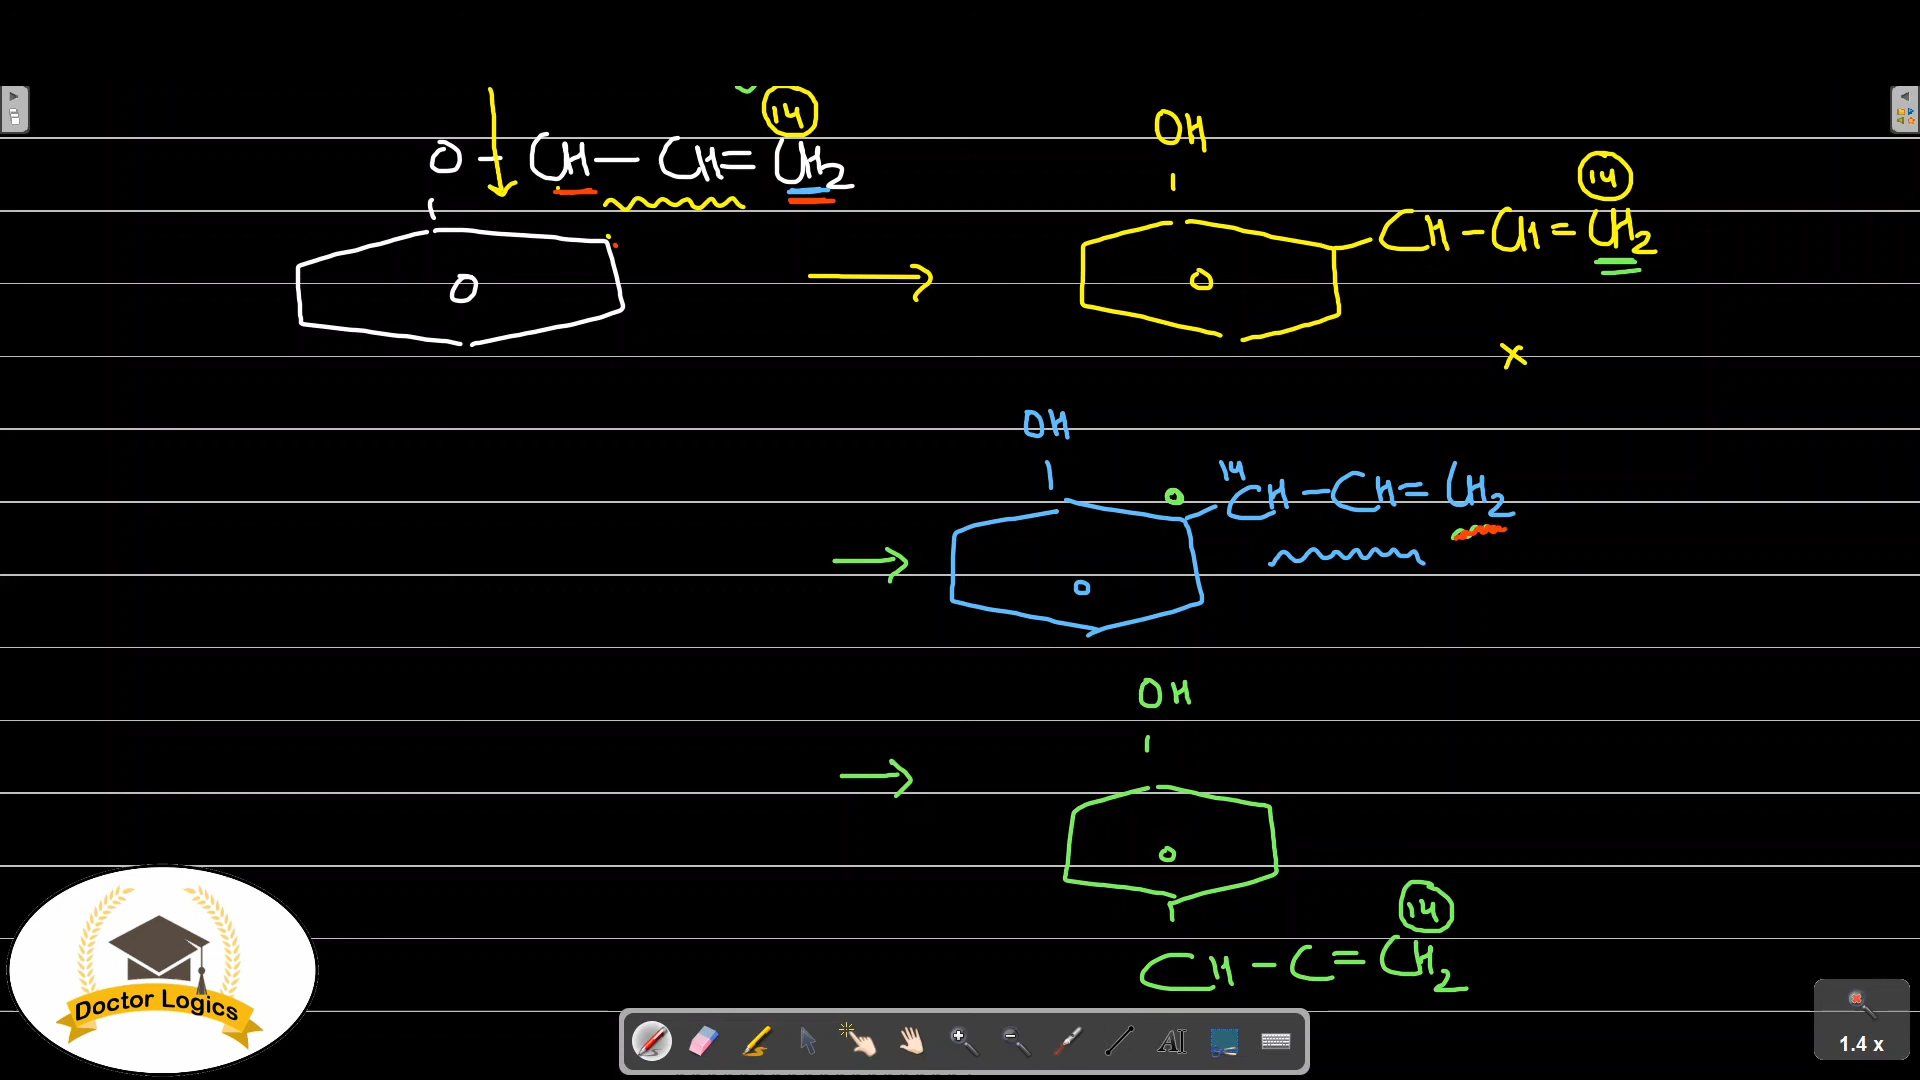 14
O - CH - CH = CH2
O
OH
14
CH - CH = CH2
O
x
OH
14
CH - CH = CH2
O
OH
O
14
CH - C = CH2
Doctor Logics
AI
1.4 x